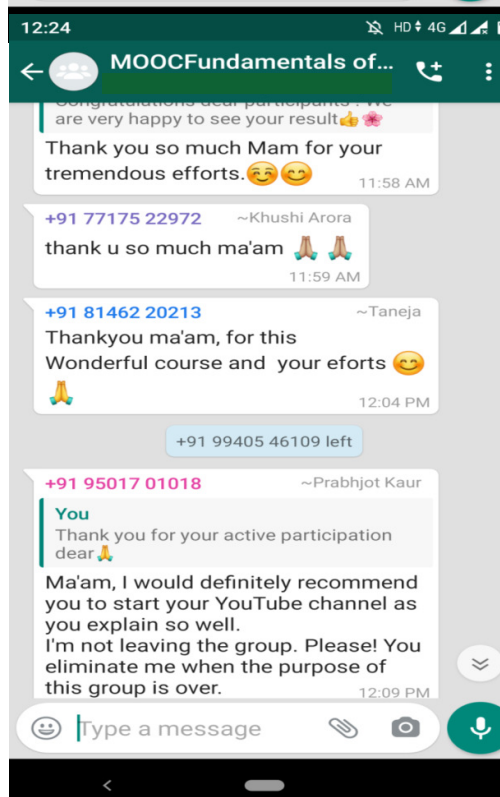 12:24 HD 4G
MOOCFundamentals of...
Congratulations dear participants . We
are very happy to see your result👍🌸
Thank you so much Mam for your
tremendous efforts.☺️😊
11:58 AM
+91 77175 22972 ~Khushi Arora
thank u so much ma'am 🙏🏽 🙏🏽
11:59 AM
+91 81462 20213 ~Taneja
Thankyou ma'am, for this
Wonderful course and your eforts 😊
🙏
12:04 PM
+91 99405 46109 left
+91 95017 01018 ~Prabhjot Kaur
You
Thank you for your active participation
dear🙏
Ma'am, I would definitely recommend
you to start your YouTube channel as
you explain so well.
I'm not leaving the group. Please! You
eliminate me when the purpose of
this group is over.
12:09 PM
Type a message